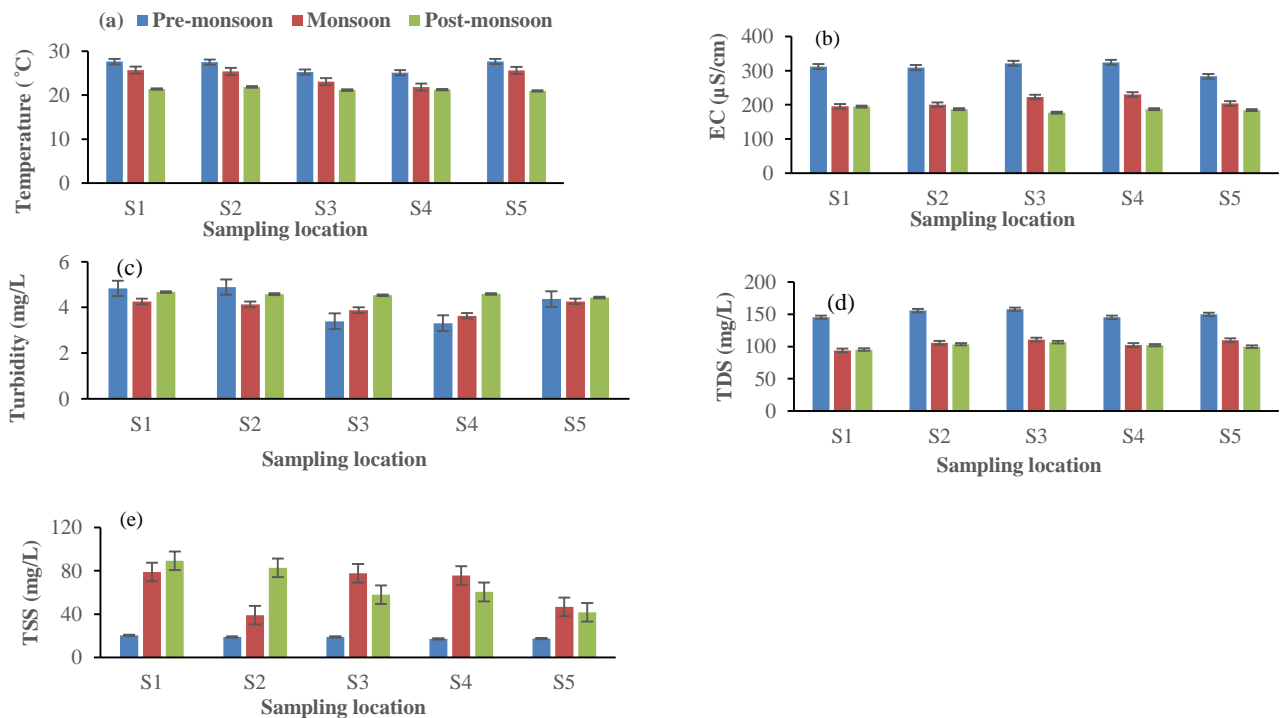 (a) Pre-monsoon Monsoon Post-monsoon
Temperature (°C)
30
20
10
0
S1 S2 S3 S4 S5
Sampling location
(b)
EC (µS/cm)
400
300
200
100
0
S1 S2 S3 S4 S5
Sampling location
(c)
Turbidity (mg/L
6
4
2
0
S1 S2 S3 S4 S5
Sampling location
(d)
TDS (mg/L)
200
150
100
50
0
S1 S2 S3 S4 S5
Sampling location
(e)
TSS (mg/L)
120
80
40
0
S1 S2 S3 S4 S5
Sampling location